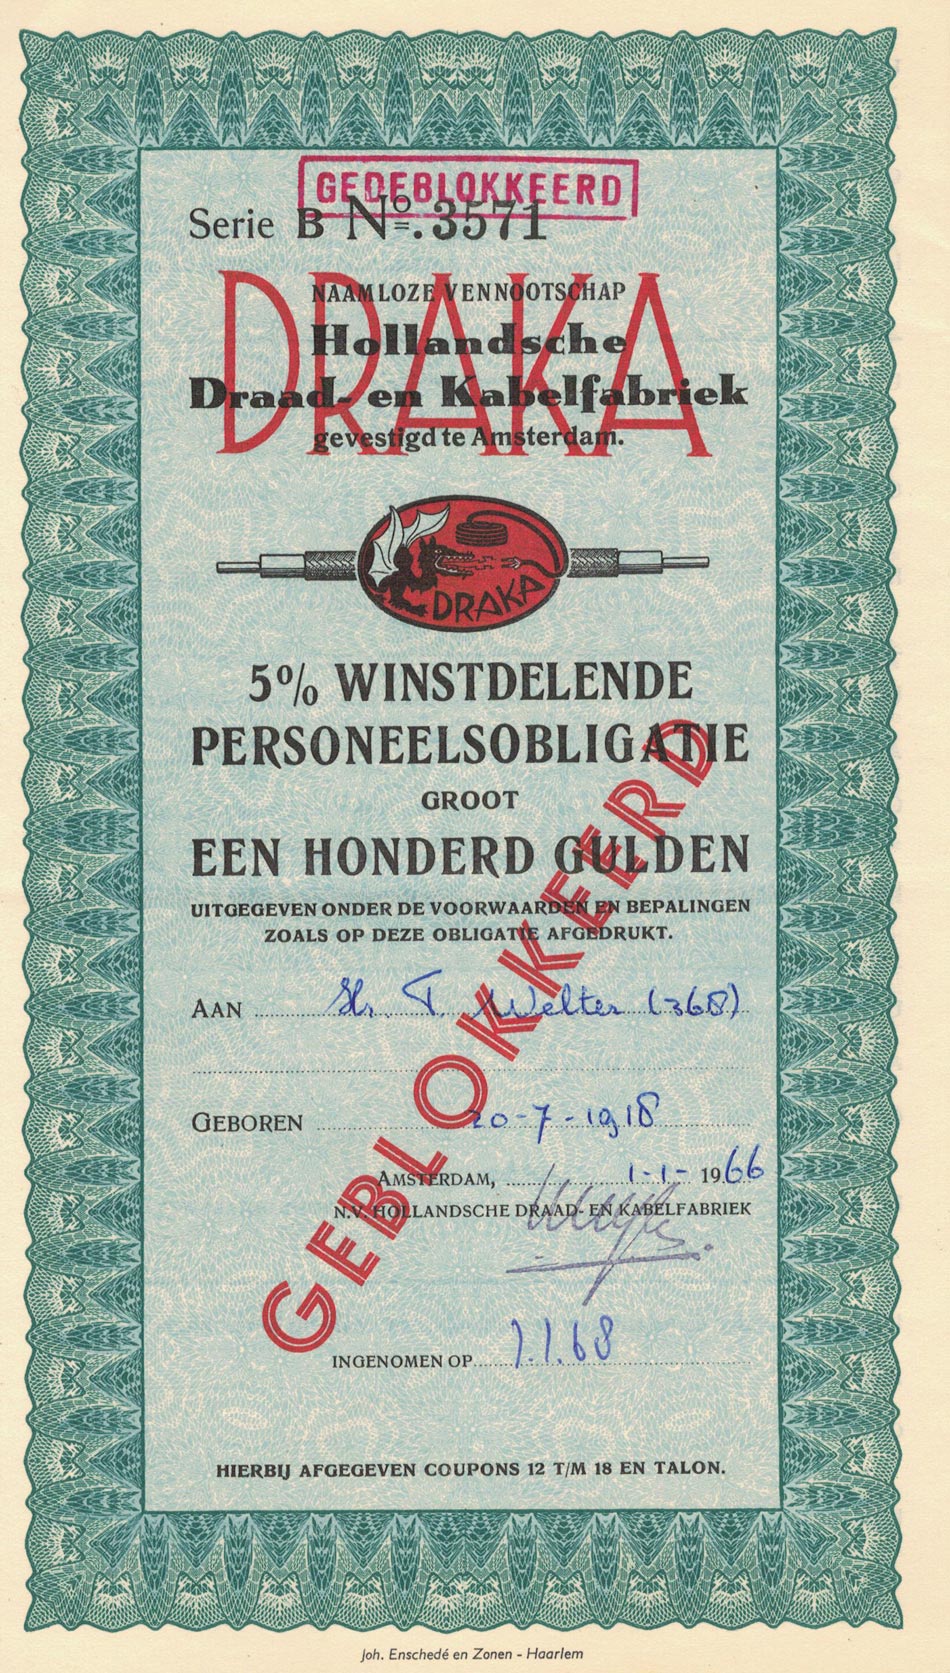 GEDEBLOKKEERD
Serie B Nº. 3571
DRAKA
NAAMLOZE VENNOOTSCHAP
Hollandsche
Draad- en Kabelfabriek
gevestigd te Amsterdam.
DRAKA
5% WINSTDELENDE
PERSONEELSOBLIGATIE
GROOT
EEN HONDERD GULDEN
UITGEGEVEN ONDER DE VOORWAARDEN EN BEPALINGEN
ZOALS OP DEZE OBLIGATIE AFGEDRUKT.
GEBLOKKEERD
AAN Hr. T. Welter (368)
GEBOREN 20-7-1918
AMSTERDAM, 1-1-1966
N.V. HOLLANDSCHE DRAAD- EN KABELFABRIEK
INGENOMEN OP 1.1.68
HIERBIJ AFGEGEVEN COUPONS 12 T/M 18 EN TALON.
Joh. Enschedé en Zonen - Haarlem